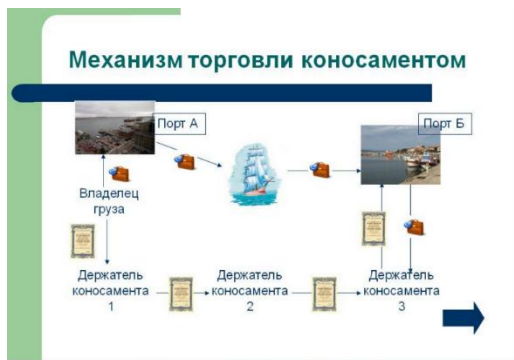 Механизм торговли коносаментом
Порт А
Порт Б
Владелец
груза
Держатель
коносамента
1
Держатель
коносамента
2
Держатель
коносамента
3